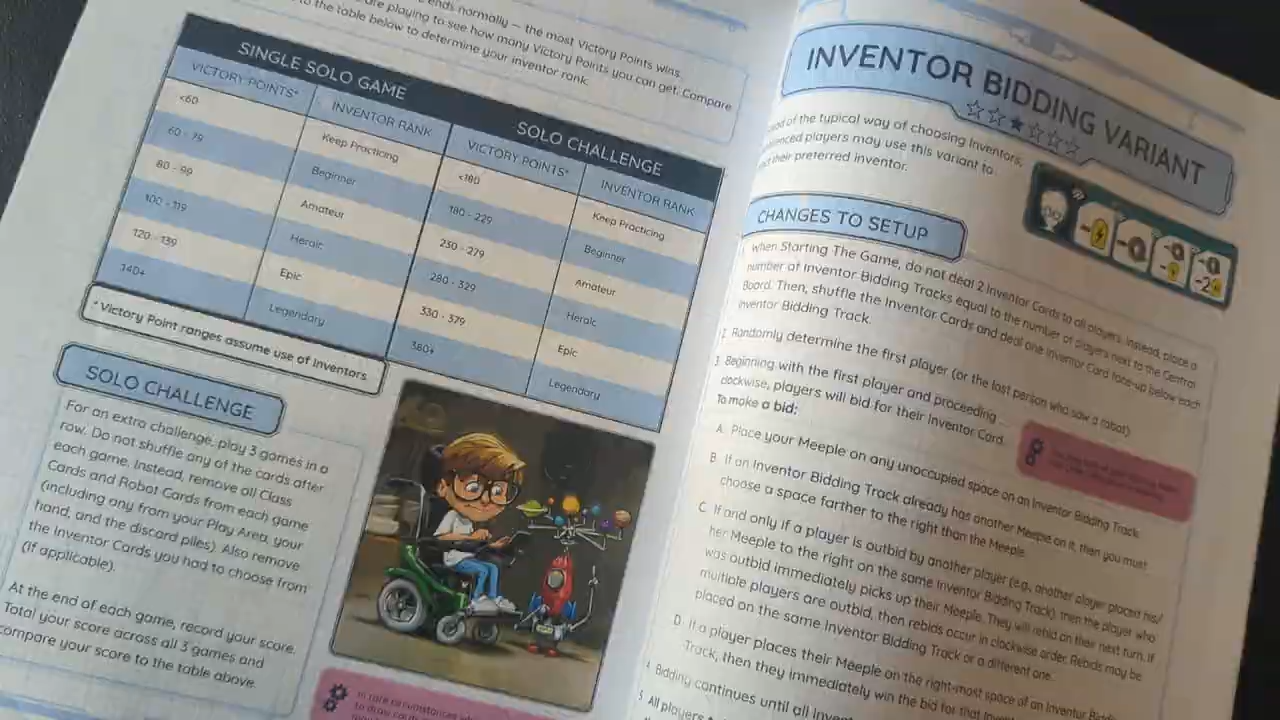 ends normally – the most Victory Points wins.
are playing to see how many Victory Points you can get. Compare
to the table below to determine your inventor rank.
SINGLE SOLO GAME
SOLO CHALLENGE
VICTORY POINTS*
INVENTOR RANK
VICTORY POINTS*
INVENTOR RANK
<60
Keep Practicing
<180
Keep Practicing
60 - 79
Beginner
180 - 229
Beginner
80 - 99
Amateur
230 - 279
Amateur
100 - 119
Heroic
280 - 329
Heroic
120 - 139
Epic
330 - 379
Epic
140+
Legendary
380+
Legendary
* Victory Point ranges assume use of Inventors.
SOLO CHALLENGE
For an extra challenge, play 3 games in a
row. Do not shuffle any of the cards after
each game. Instead, remove all Class
Cards and Robot Cards from each game
(including any from your Play Area, your
hand, and the discard piles). Also remove
the Inventor Cards you had to choose from
(if applicable).
At the end of each game, record your score.
Total your score across all 3 games and
compare your score to the table above.
In rare circumstances
to draw cards
INVENTOR BIDDING VARIANT
of the typical way of choosing Inventors,
players may use this variant to
their preferred inventor.
CHANGES TO SETUP
When Starting The Game, do not deal 2 Inventor Cards to all players. Instead, place a
number of Inventor Bidding Tracks equal to the number of players next to the Central
Board. Then, shuffle the Inventor Cards and deal one Inventor Card face-up below each
Inventor Bidding Track.
2. Randomly determine the first player (or the last person who saw a robot).
3. Beginning with the first player and proceeding
clockwise, players will bid for their Inventor Card.
To make a bid:
A. Place your Meeple on any unoccupied space on an Inventor Bidding Track.
B. If an Inventor Bidding Track already has another Meeple on it, then you must
choose a space farther to the right than the Meeple.
C. If and only if a player is outbid by another player (e.g., another player placed his/
her Meeple to the right on the same Inventor Bidding Track), then the player who
was outbid immediately picks up their Meeple. They will rebid on their next turn. If
multiple players are outbid, then rebids occur in clockwise order. Rebids may be
placed on the same Inventor Bidding Track or a different one.
D. If a player places their Meeple on the right-most space of an Inventor
Track, then they immediately win the bid for that
4. Bidding continues until all
5. All players